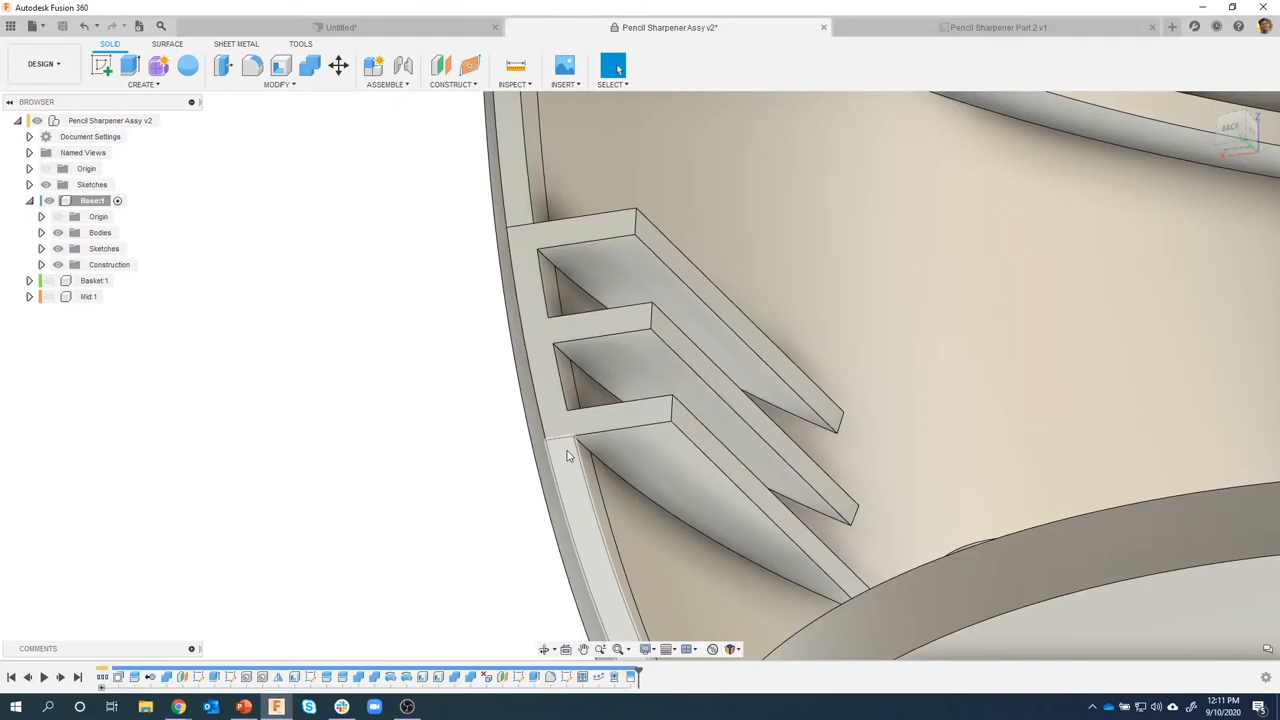 Autodesk Fusion 360
Untitled*
Pencil Sharpener Assy v2*
Pencil Sharpener Part 2 v1
SOLID
SURFACE
SHEET METAL
TOOLS
DESIGN
CREATE
MODIFY
ASSEMBLE
CONSTRUCT
INSPECT
INSERT
SELECT
BROWSER
Pencil Sharpener Assy v2
Document Settings
Named Views
Origin
Sketches
Base:1
Origin
Bodies
Sketches
Construction
Basket:1
Mid:1
BACK
Z
X
COMMENTS
12:11 PM
9/10/2020
5